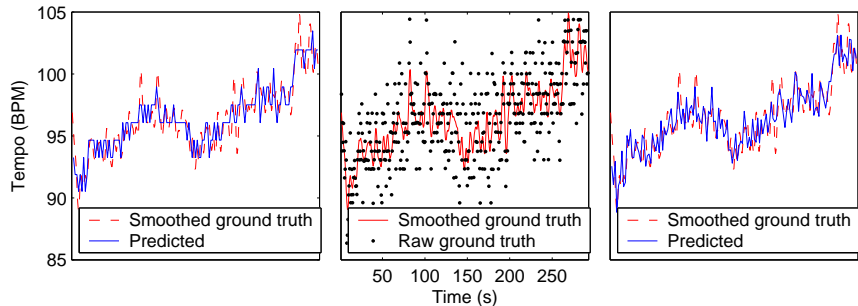 105
100
95
90
85
Tempo (BPM)
Smoothed ground truth
Predicted
Smoothed ground truth
Raw ground truth
50 100 150 200 250
Time (s)
Smoothed ground truth
Predicted